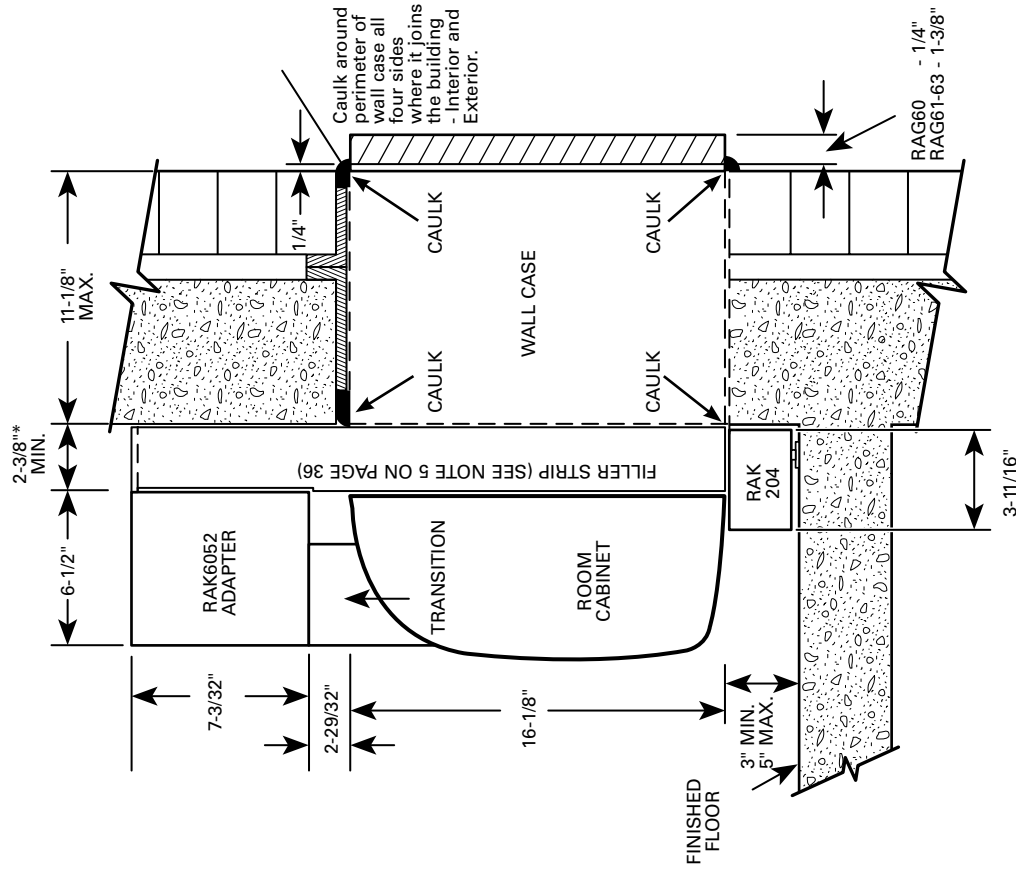 2-3/8"*
MIN.
6-1/2"
11-1/8"
MAX.
1/4"
Caulk around
perimeter of
wall case all
four sides
where it joins
the building
- Interior and
Exterior.
7-3/32"
2-29/32"
16-1/8"
3" MIN.
5" MAX.
RAK6052
ADAPTER
TRANSITION
ROOM
CABINET
FILLER STRIP (SEE NOTE 5 ON PAGE 36)
CAULK
CAULK
WALL CASE
CAULK
CAULK
RAK
204
RAG60 - 1/4"
RAG61-63 - 1-3/8"
3-11/16"
FINISHED
FLOOR